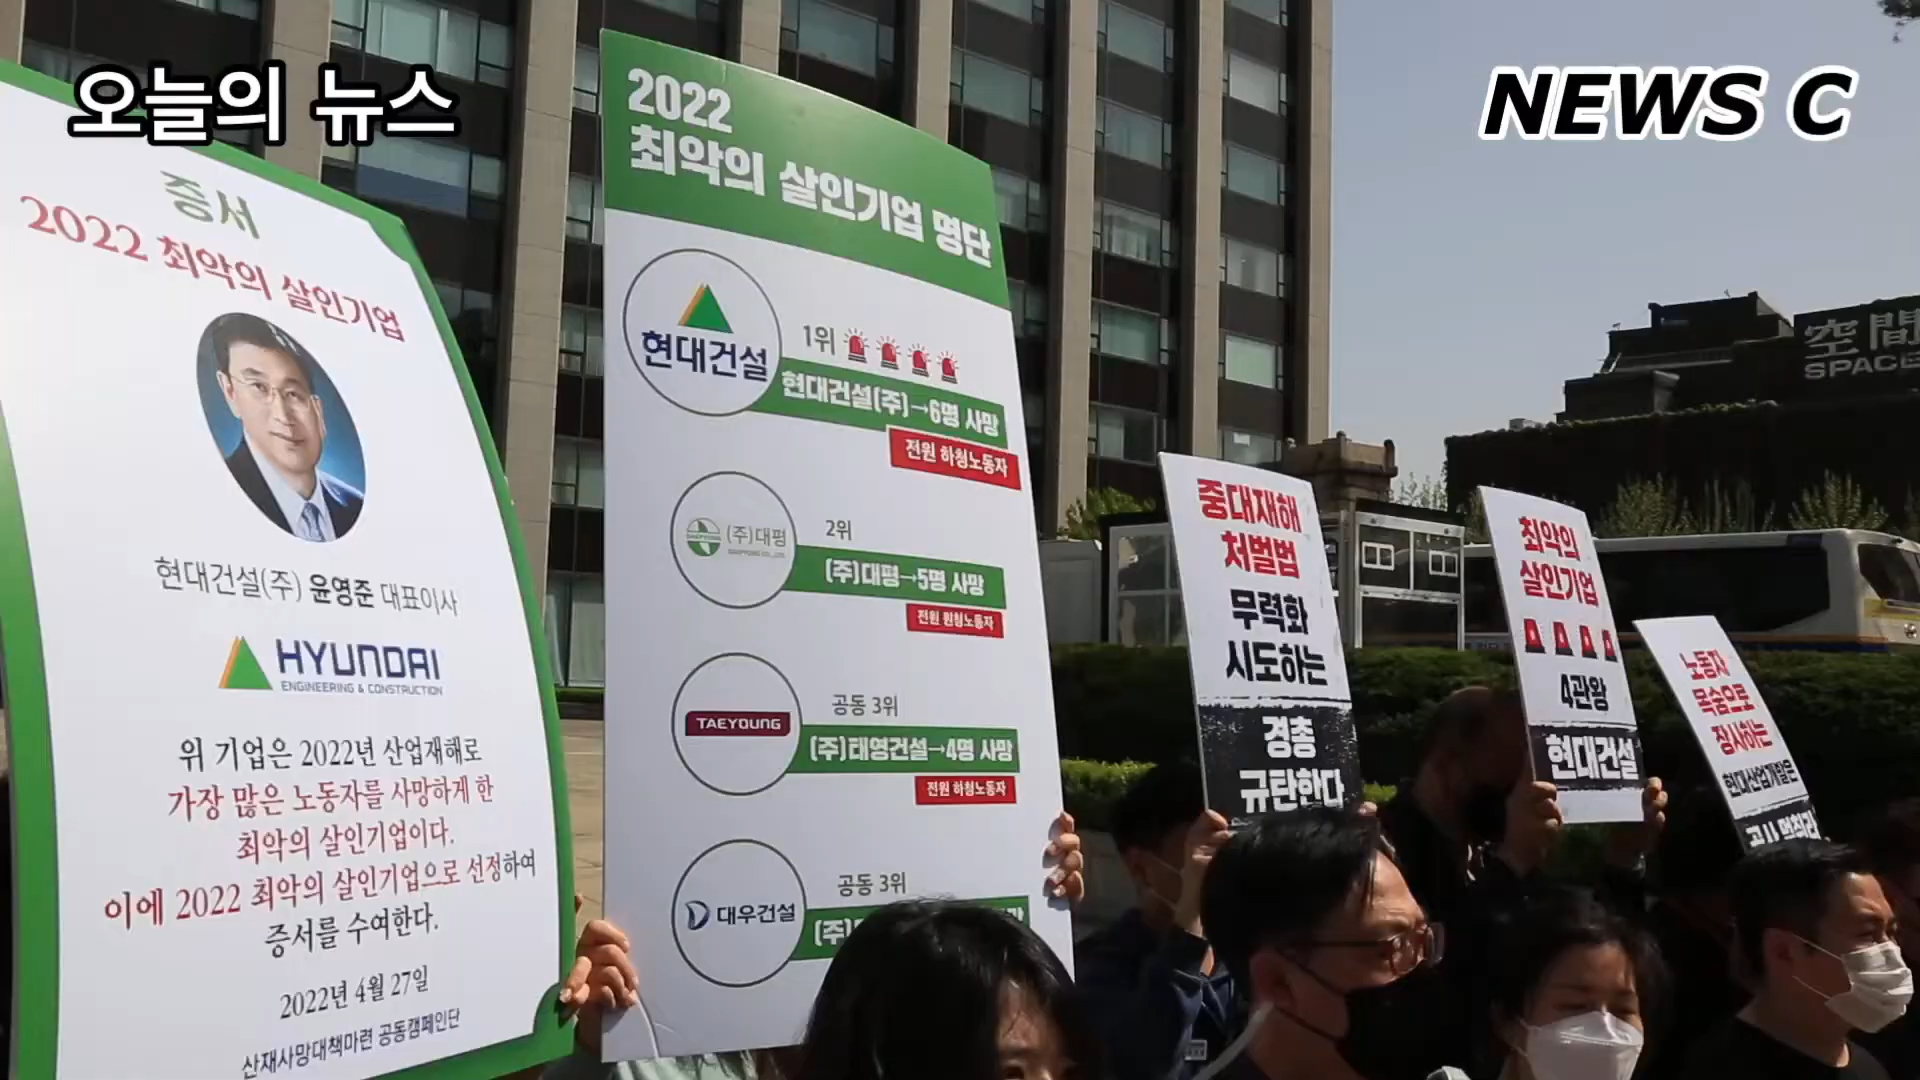 오늘의 뉴스
NEWS C
증서
2022 최악의 살인기업
현대건설(주) 윤영준 대표이사
HYUNDAI
ENGINEERING & CONSTRUCTION
위 기업은 2022년 산업재해로
가장 많은 노동자를 사망하게 한
최악의 살인기업이다.
이에 2022 최악의 살인기업으로 선정하여
증서를 수여한다.
2022년 4월 27일
산재사망대책마련 공동캠페인단
2022
최악의 살인기업 명단
현대건설
1위
현대건설(주)→6명 사망
전원 하청노동자
(주)대평
2위
(주)대평→5명 사망
전원 원청노동자
TAEYOUNG
공동 3위
(주)태영건설→4명 사망
전원 하청노동자
대우건설
공동 3위
(주)
중대재해
처벌법
무력화
시도하는
경총
규탄한다
최악의
살인기업
4관왕
현대건설
노동자
목숨으로
장사하는
현대산업개발은
空間
SPACE